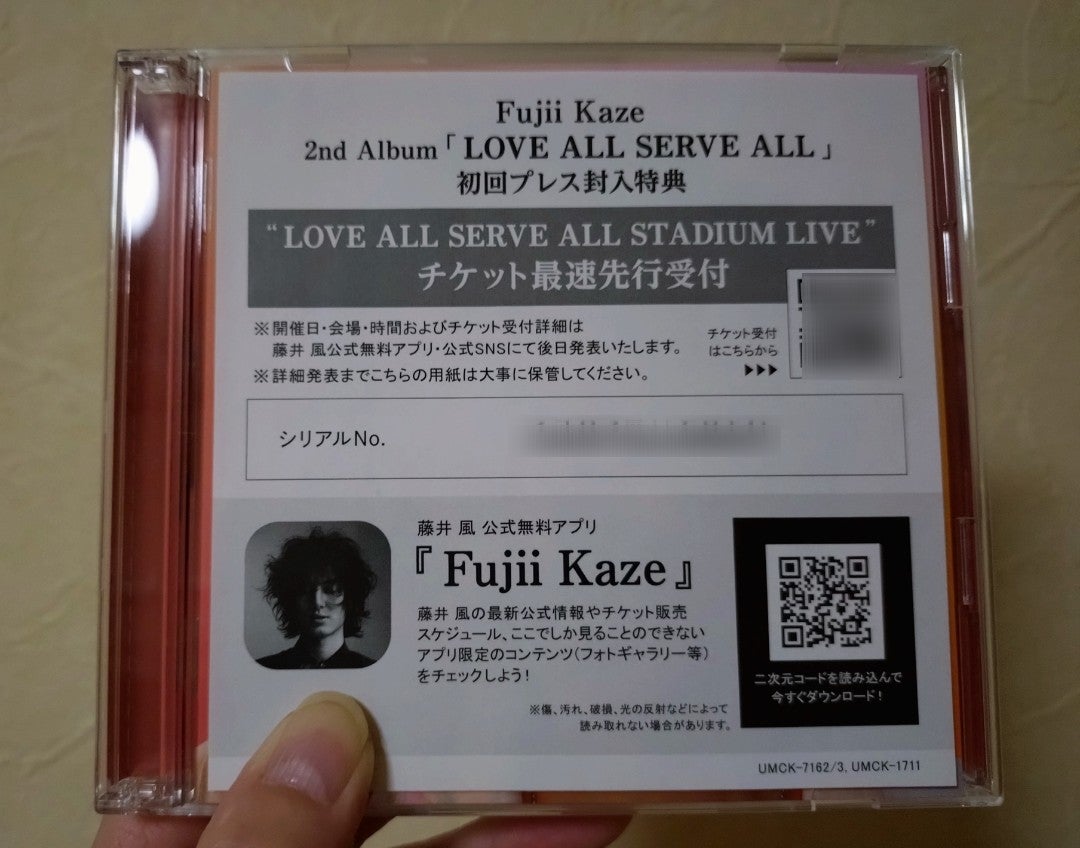 Fujii Kaze
2nd Album「LOVE ALL SERVE ALL」
初回プレス封入特典
“LOVE ALL SERVE ALL STADIUM LIVE”
チケット最速先行受付
※開催日・会場・時間およびチケット受付詳細は
藤井 風公式無料アプリ・公式SNSにて後日発表いたします。
※詳細発表までこちらの用紙は大事に保管してください。
チケット受付
はこちらから
▶▶▶
シリアルNo.
藤井 風 公式無料アプリ
『Fujii Kaze』
藤井 風の最新公式情報やチケット販売
スケジュール、ここでしか見ることのできない
アプリ限定のコンテンツ(フォトギャラリー等)
をチェックしよう!
※傷、汚れ、破損、光の反射などによって
読み取れない場合があります。
二次元コードを読み込んで
今すぐダウンロード!
UMCK-7162/3, UMCK-1711